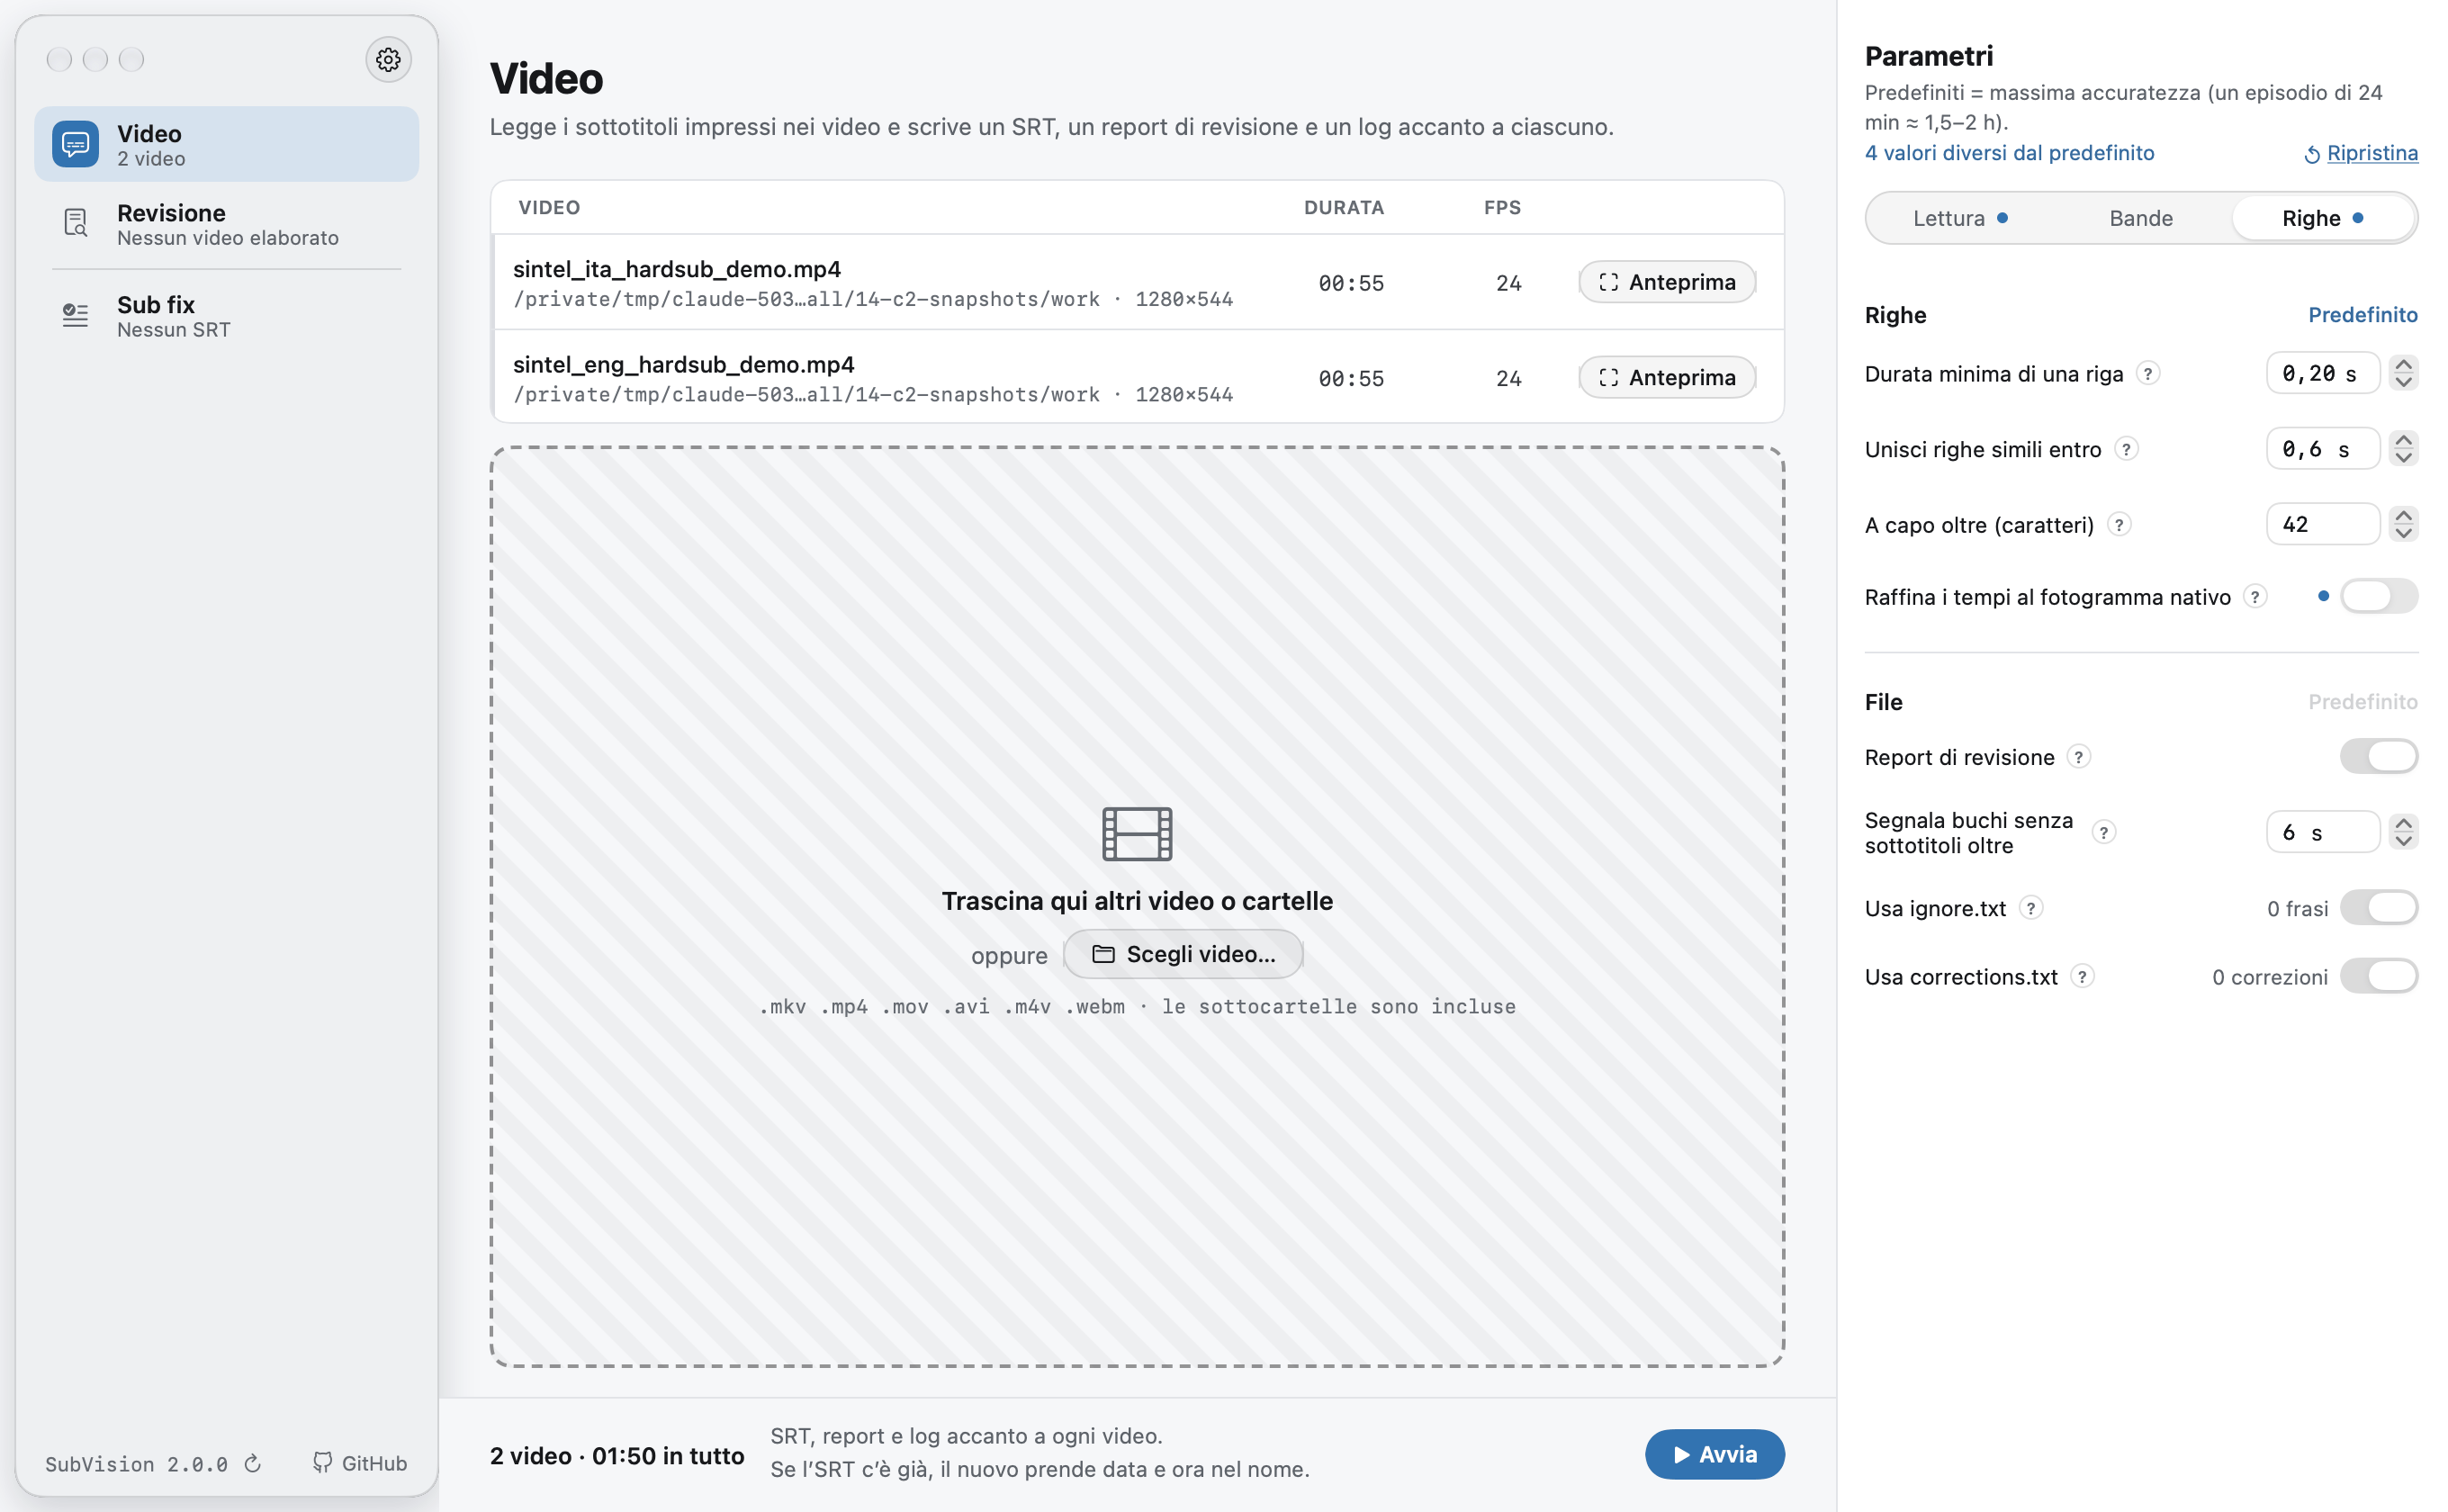 Video
2 video
Revisione
Nessun video elaborato
Sub fix
Nessun SRT
SubVision 2.0.0
GitHub
Video
Legge i sottotitoli impressi nei video e scrive un SRT, un report di revisione e un log accanto a ciascuno.
VIDEO DURATA FPS
sintel_ita_hardsub_demo.mp4
/private/tmp/claude-503…all/14-c2-snapshots/work · 1280×544
00:55 24 Anteprima
sintel_eng_hardsub_demo.mp4
/private/tmp/claude-503…all/14-c2-snapshots/work · 1280×544
00:55 24 Anteprima
Trascina qui altri video o cartelle
oppure Scegli video...
.mkv .mp4 .mov .avi .m4v .webm · le sottocartelle sono incluse
2 video · 01:50 in tutto
SRT, report e log accanto a ogni video.
Se l’SRT c’è già, il nuovo prende data e ora nel nome.
Avvia
Parametri
Predefiniti = massima accuratezza (un episodio di 24
min ≈ 1,5–2 h).
4 valori diversi dal predefinito Ripristina
Lettura Bande Righe
Righe Predefinito
Durata minima di una riga ? 0,20 s
Unisci righe simili entro ? 0,6 s
A capo oltre (caratteri) ? 42
Raffina i tempi al fotogramma nativo ?
File Predefinito
Report di revisione ?
Segnala buchi senza
sottotitoli oltre ? 6 s
Usa ignore.txt ? 0 frasi
Usa corrections.txt ? 0 correzioni